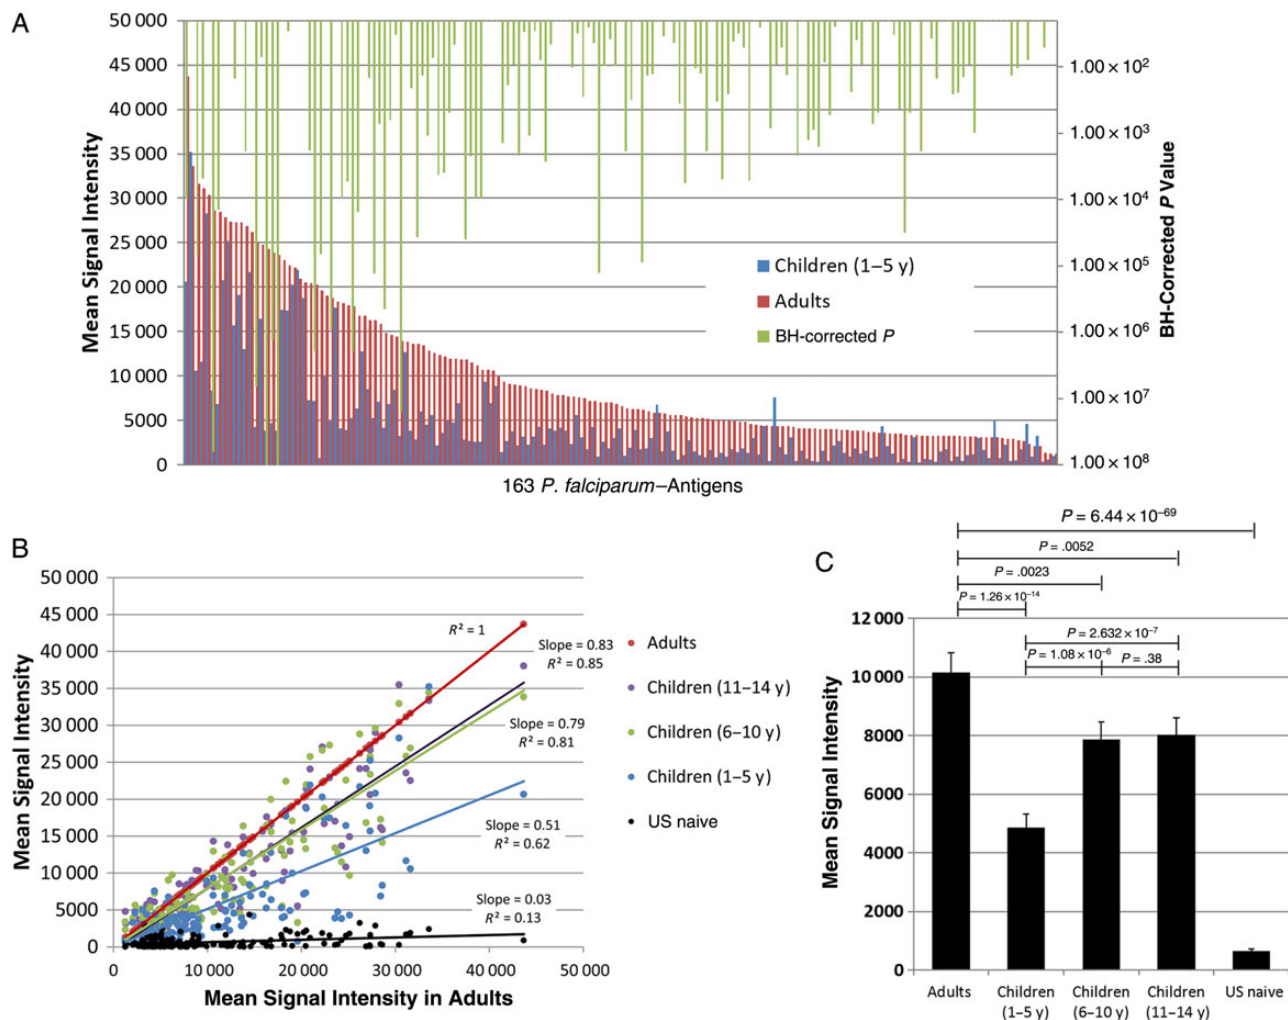 A
50 000
45 000
40 000
35 000
30 000
25 000
20 000
15 000
10 000
5000
0
Mean Signal Intensity
1.00 × 10²
1.00 × 10³
1.00 × 10⁴
1.00 × 10⁵
1.00 × 10⁶
1.00 × 10⁷
1.00 × 10⁸
BH-Corrected P Value
Children (1–5 y)
Adults
BH-corrected P
163 P. falciparum–Antigens
B
50 000
45 000
40 000
35 000
30 000
25 000
20 000
15 000
10 000
5000
0
Mean Signal Intensity
R² = 1
Slope = 0.83
R² = 0.85
Slope = 0.79
R² = 0.81
Slope = 0.51
R² = 0.62
Slope = 0.03
R² = 0.13
0
10 000
20 000
30 000
40 000
50 000
Mean Signal Intensity in Adults
Adults
Children (11–14 y)
Children (6–10 y)
Children (1–5 y)
US naive
C
P = 6.44 × 10⁻⁶⁹
P = .0052
P = .0023
P = 1.26 × 10⁻¹⁴
P = 2.632 × 10⁻⁷
P = 1.08 × 10⁻⁶
P = .38
12 000
10 000
8000
6000
4000
2000
0
Mean Signal Intensity
Adults
Children
(1–5 y)
Children
(6–10 y)
Children
(11–14 y)
US naive